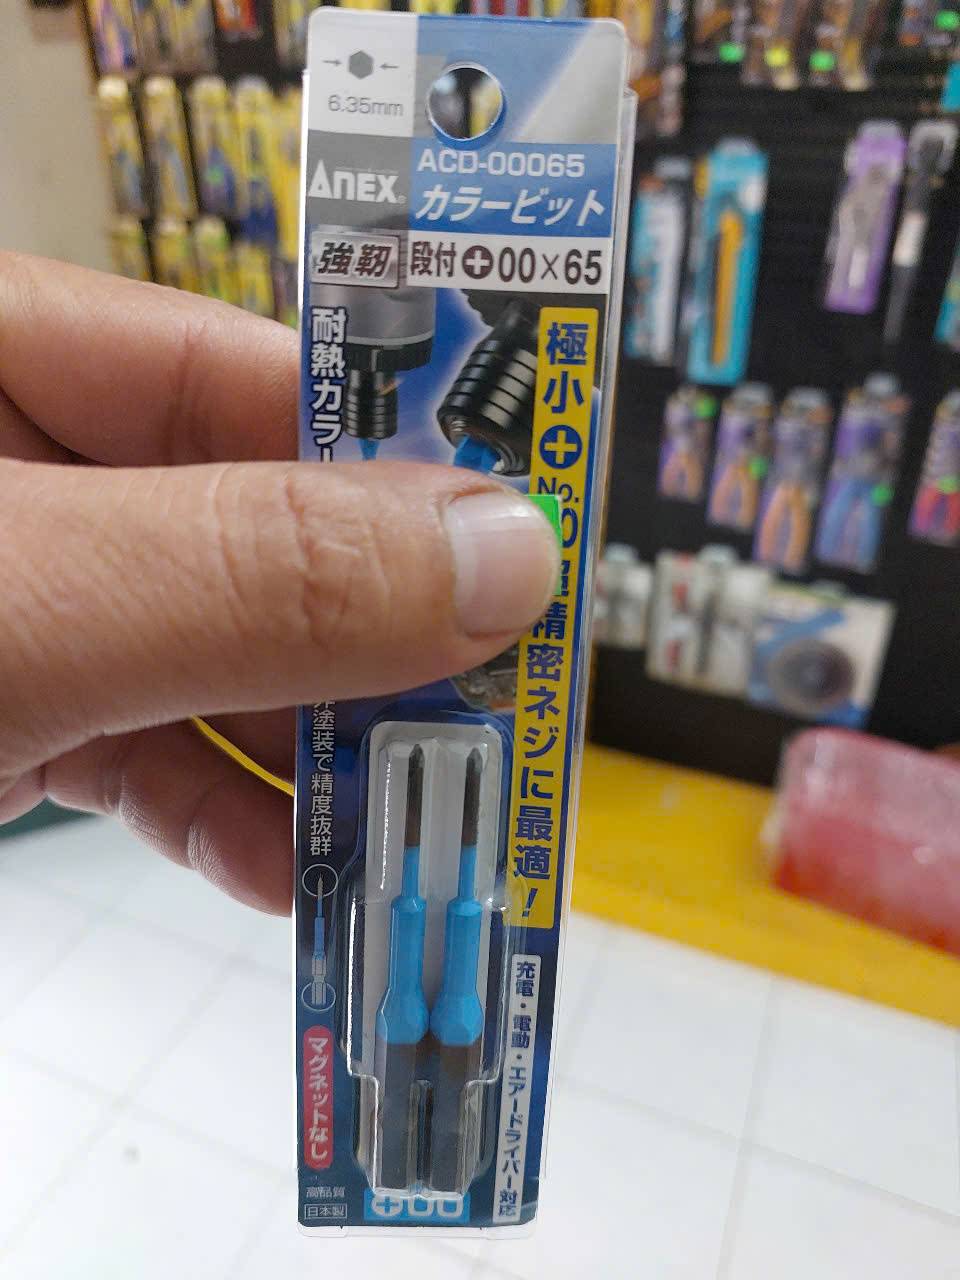 6.35mm
ANEX®
ACD-00065
カラービット
強靭
段付⊕00×65
耐熱カラー
極小⊕No.
精密ネジに最適!
塗装で精度抜群
マグネットなし
充電・電動・エアードライバー対応
高品質
日本製
⊕00